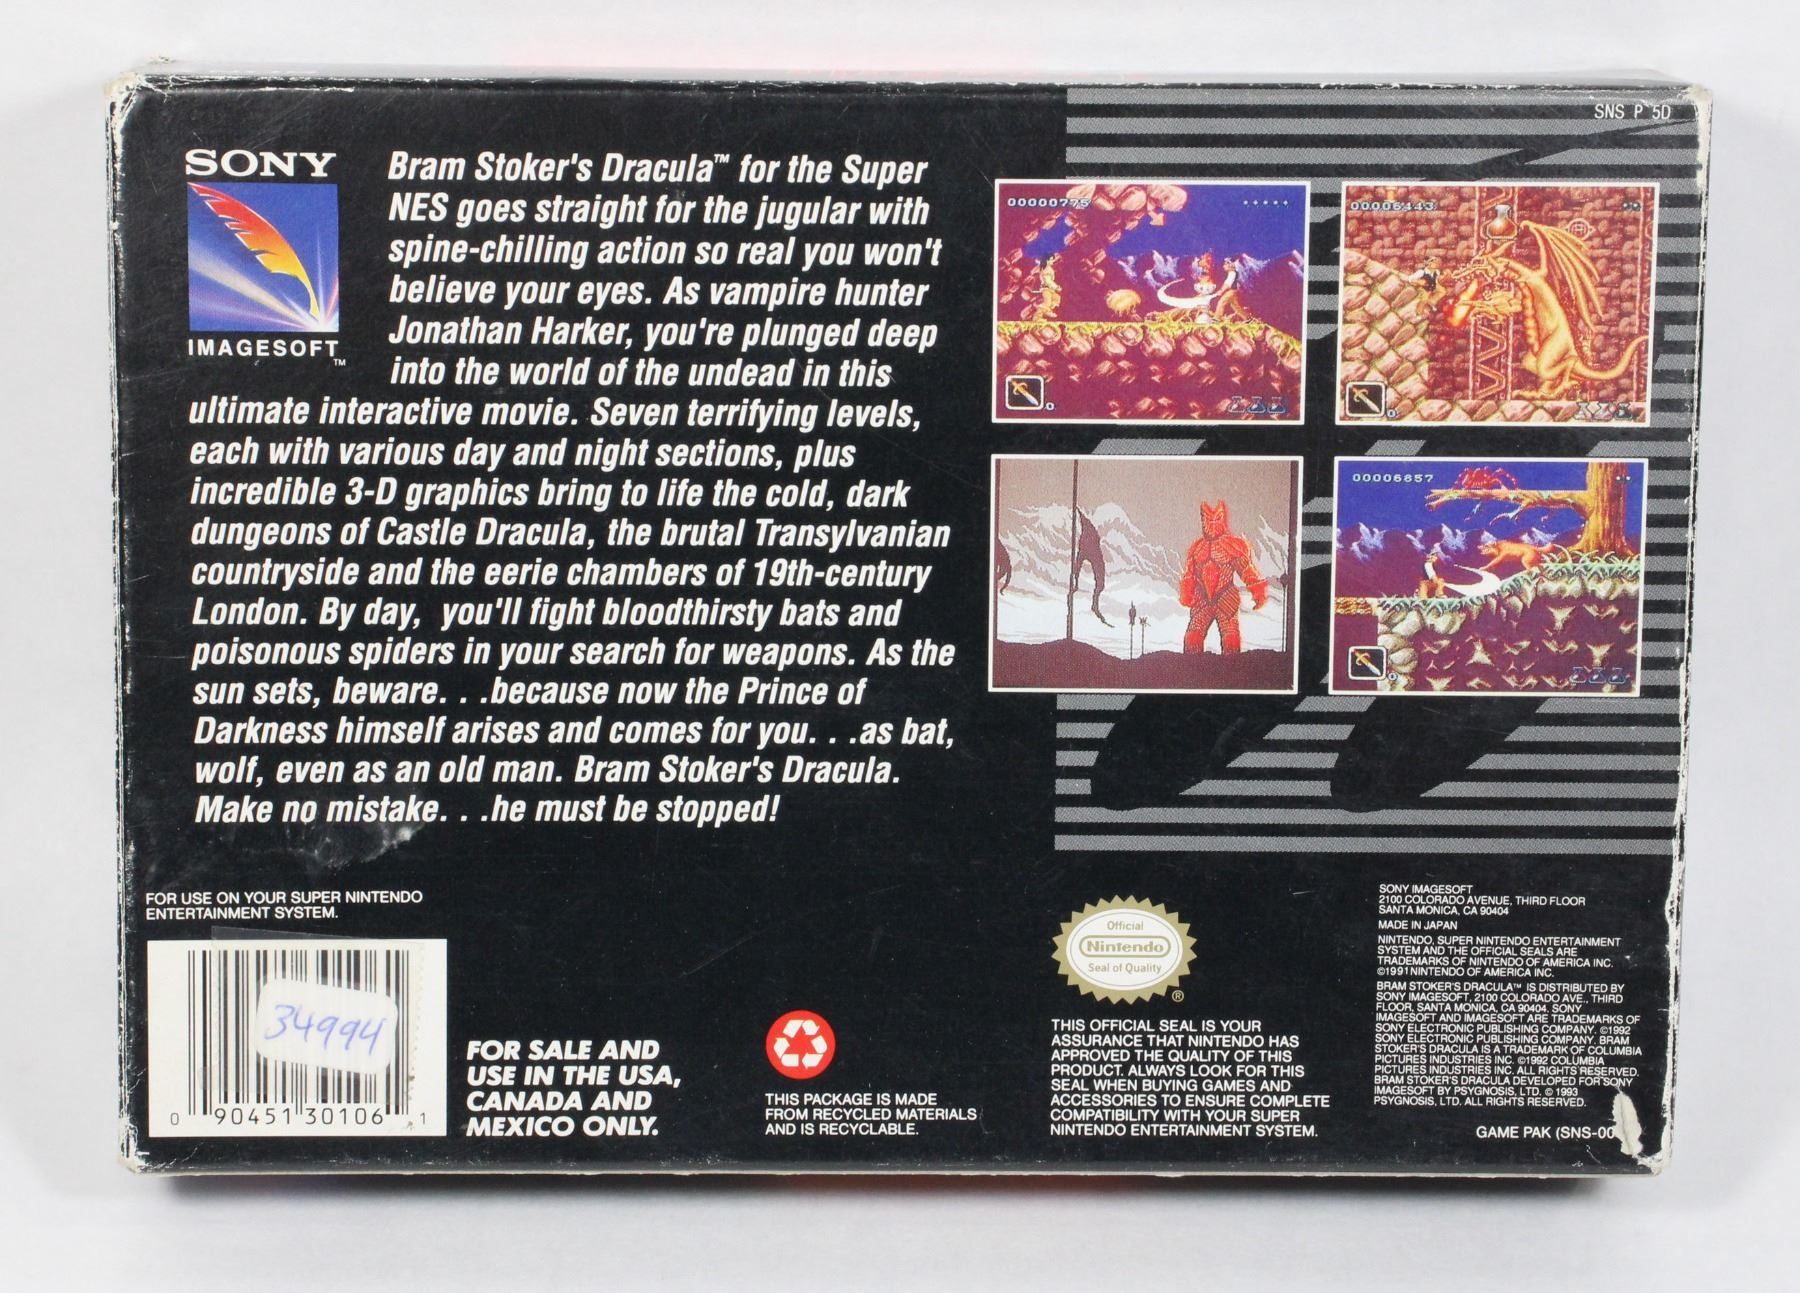 SNS P 5D
SONY
IMAGESOFT™
Bram Stoker's Dracula™ for the Super
NES goes straight for the jugular with
spine-chilling action so real you won't
believe your eyes. As vampire hunter
Jonathan Harker, you're plunged deep
into the world of the undead in this
ultimate interactive movie. Seven terrifying levels,
each with various day and night sections, plus
incredible 3-D graphics bring to life the cold, dark
dungeons of Castle Dracula, the brutal Transylvanian
countryside and the eerie chambers of 19th-century
London. By day, you'll fight bloodthirsty bats and
poisonous spiders in your search for weapons. As the
sun sets, beware. . .because now the Prince of
Darkness himself arises and comes for you. . .as bat,
wolf, even as an old man. Bram Stoker's Dracula.
Make no mistake. . .he must be stopped!
00000775
0
00006443
0
00006857
0
FOR USE ON YOUR SUPER NINTENDO
ENTERTAINMENT SYSTEM.
34994
0 90451 30106 1
FOR SALE AND
USE IN THE USA,
CANADA AND
MEXICO ONLY.
THIS PACKAGE IS MADE
FROM RECYCLED MATERIALS
AND IS RECYCLABLE.
Official
Nintendo
Seal of Quality
®
THIS OFFICIAL SEAL IS YOUR
ASSURANCE THAT NINTENDO HAS
APPROVED THE QUALITY OF THIS
PRODUCT. ALWAYS LOOK FOR THIS
SEAL WHEN BUYING GAMES AND
ACCESSORIES TO ENSURE COMPLETE
COMPATIBILITY WITH YOUR SUPER
NINTENDO ENTERTAINMENT SYSTEM.
SONY IMAGESOFT
2100 COLORADO AVENUE, THIRD FLOOR
SANTA MONICA, CA 90404
MADE IN JAPAN
NINTENDO, SUPER NINTENDO ENTERTAINMENT
SYSTEM AND THE OFFICIAL SEALS ARE
TRADEMARKS OF NINTENDO OF AMERICA INC.
©1991 NINTENDO OF AMERICA INC.
BRAM STOKER'S DRACULA™ IS DISTRIBUTED BY
SONY IMAGESOFT, 2100 COLORADO AVE., THIRD
FLOOR, SANTA MONICA, CA 90404. SONY
IMAGESOFT AND IMAGESOFT ARE TRADEMARKS OF
SONY ELECTRONIC PUBLISHING COMPANY. ©1992
SONY ELECTRONIC PUBLISHING COMPANY. BRAM
STOKER'S DRACULA IS A TRADEMARK OF COLUMBIA
PICTURES INDUSTRIES INC. ©1992 COLUMBIA
PICTURES INDUSTRIES INC. ALL RIGHTS RESERVED.
BRAM STOKER'S DRACULA DEVELOPED FOR SONY
IMAGESOFT BY PSYGNOSIS, LTD. © 1993
PSYGNOSIS, LTD. ALL RIGHTS RESERVED.
GAME PAK (SNS-00